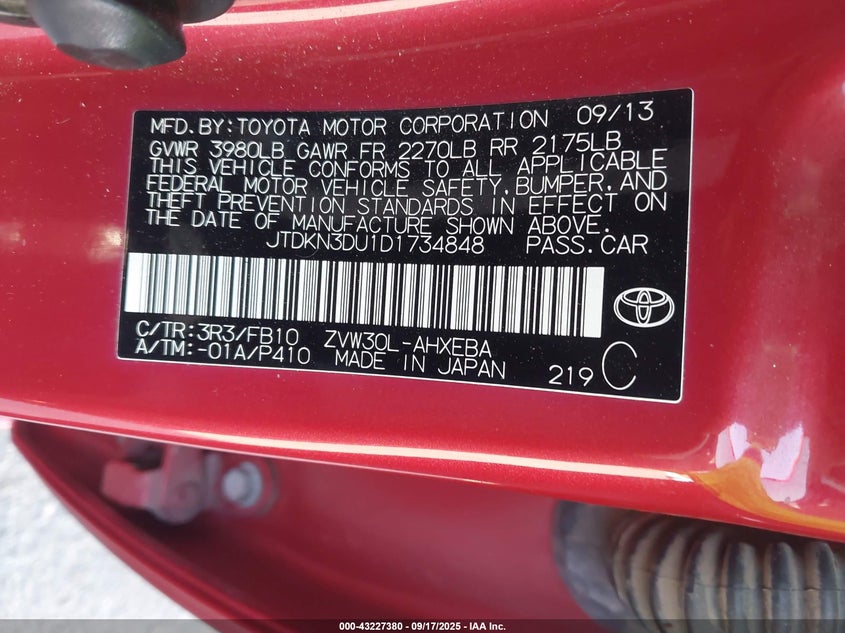 MFD.BY:TOYOTA MOTOR CORPORATION 09/13
GVWR 3980LB GAWR FR 2270LB RR 2175LB
THIS VEHICLE CONFORMS TO ALL APPLICABLE
FEDERAL MOTOR VEHICLE SAFETY,BUMPER,AND
THEFT PREVENTION STANDARDS IN EFFECT ON
THE DATE OF MANUFACTURE SHOWN ABOVE.
JTDKN3DU1D1734848 PASS.CAR
C/TR:3R3/FB10 ZVW30L-AHXEBA
A/TM:-01A/P410 MADE IN JAPAN 219 C
000-43227380 - 09/17/2025 - IAA Inc.